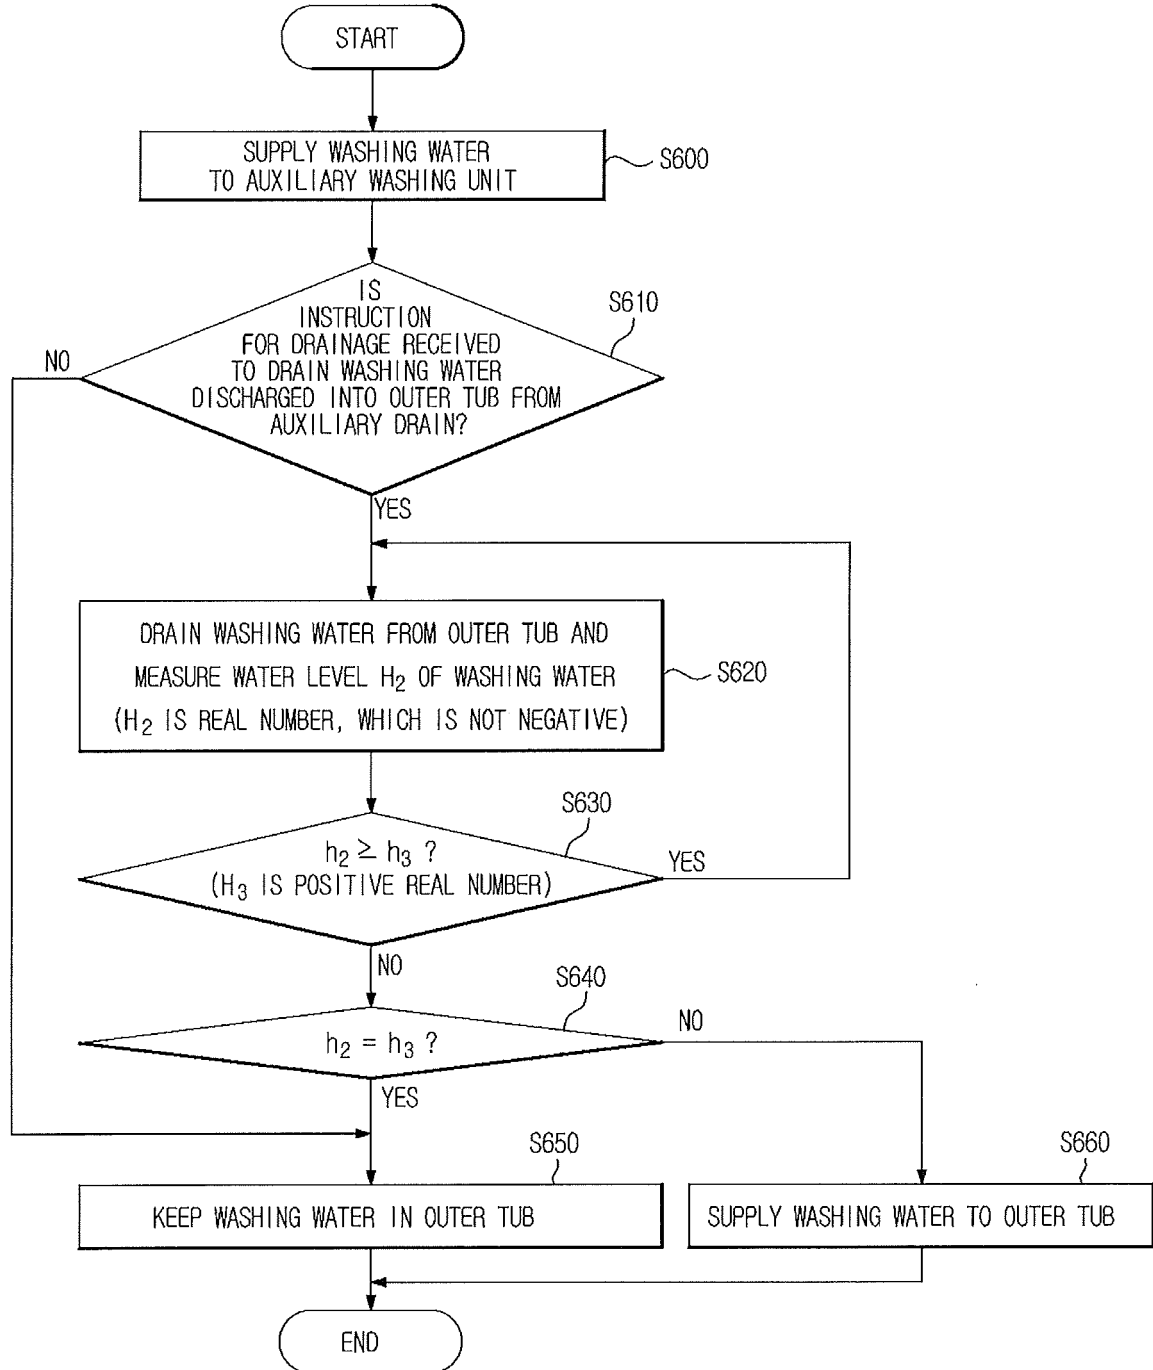 START
SUPPLY WASHING WATER
TO AUXILIARY WASHING UNIT
S600
IS
INSTRUCTION
FOR DRAINAGE RECEIVED
TO DRAIN WASHING WATER
DISCHARGED INTO OUTER TUB FROM
AUXILIARY DRAIN?
S610
NO
YES
DRAIN WASHING WATER FROM OUTER TUB AND
MEASURE WATER LEVEL H₂ OF WASHING WATER
(H₂ IS REAL NUMBER, WHICH IS NOT NEGATIVE)
S620
S630
h₂ ≥ h₃ ?
(H₃ IS POSITIVE REAL NUMBER)
YES
NO
S640
h₂ = h₃ ?
NO
YES
S650
KEEP WASHING WATER IN OUTER TUB
S660
SUPPLY WASHING WATER TO OUTER TUB
END